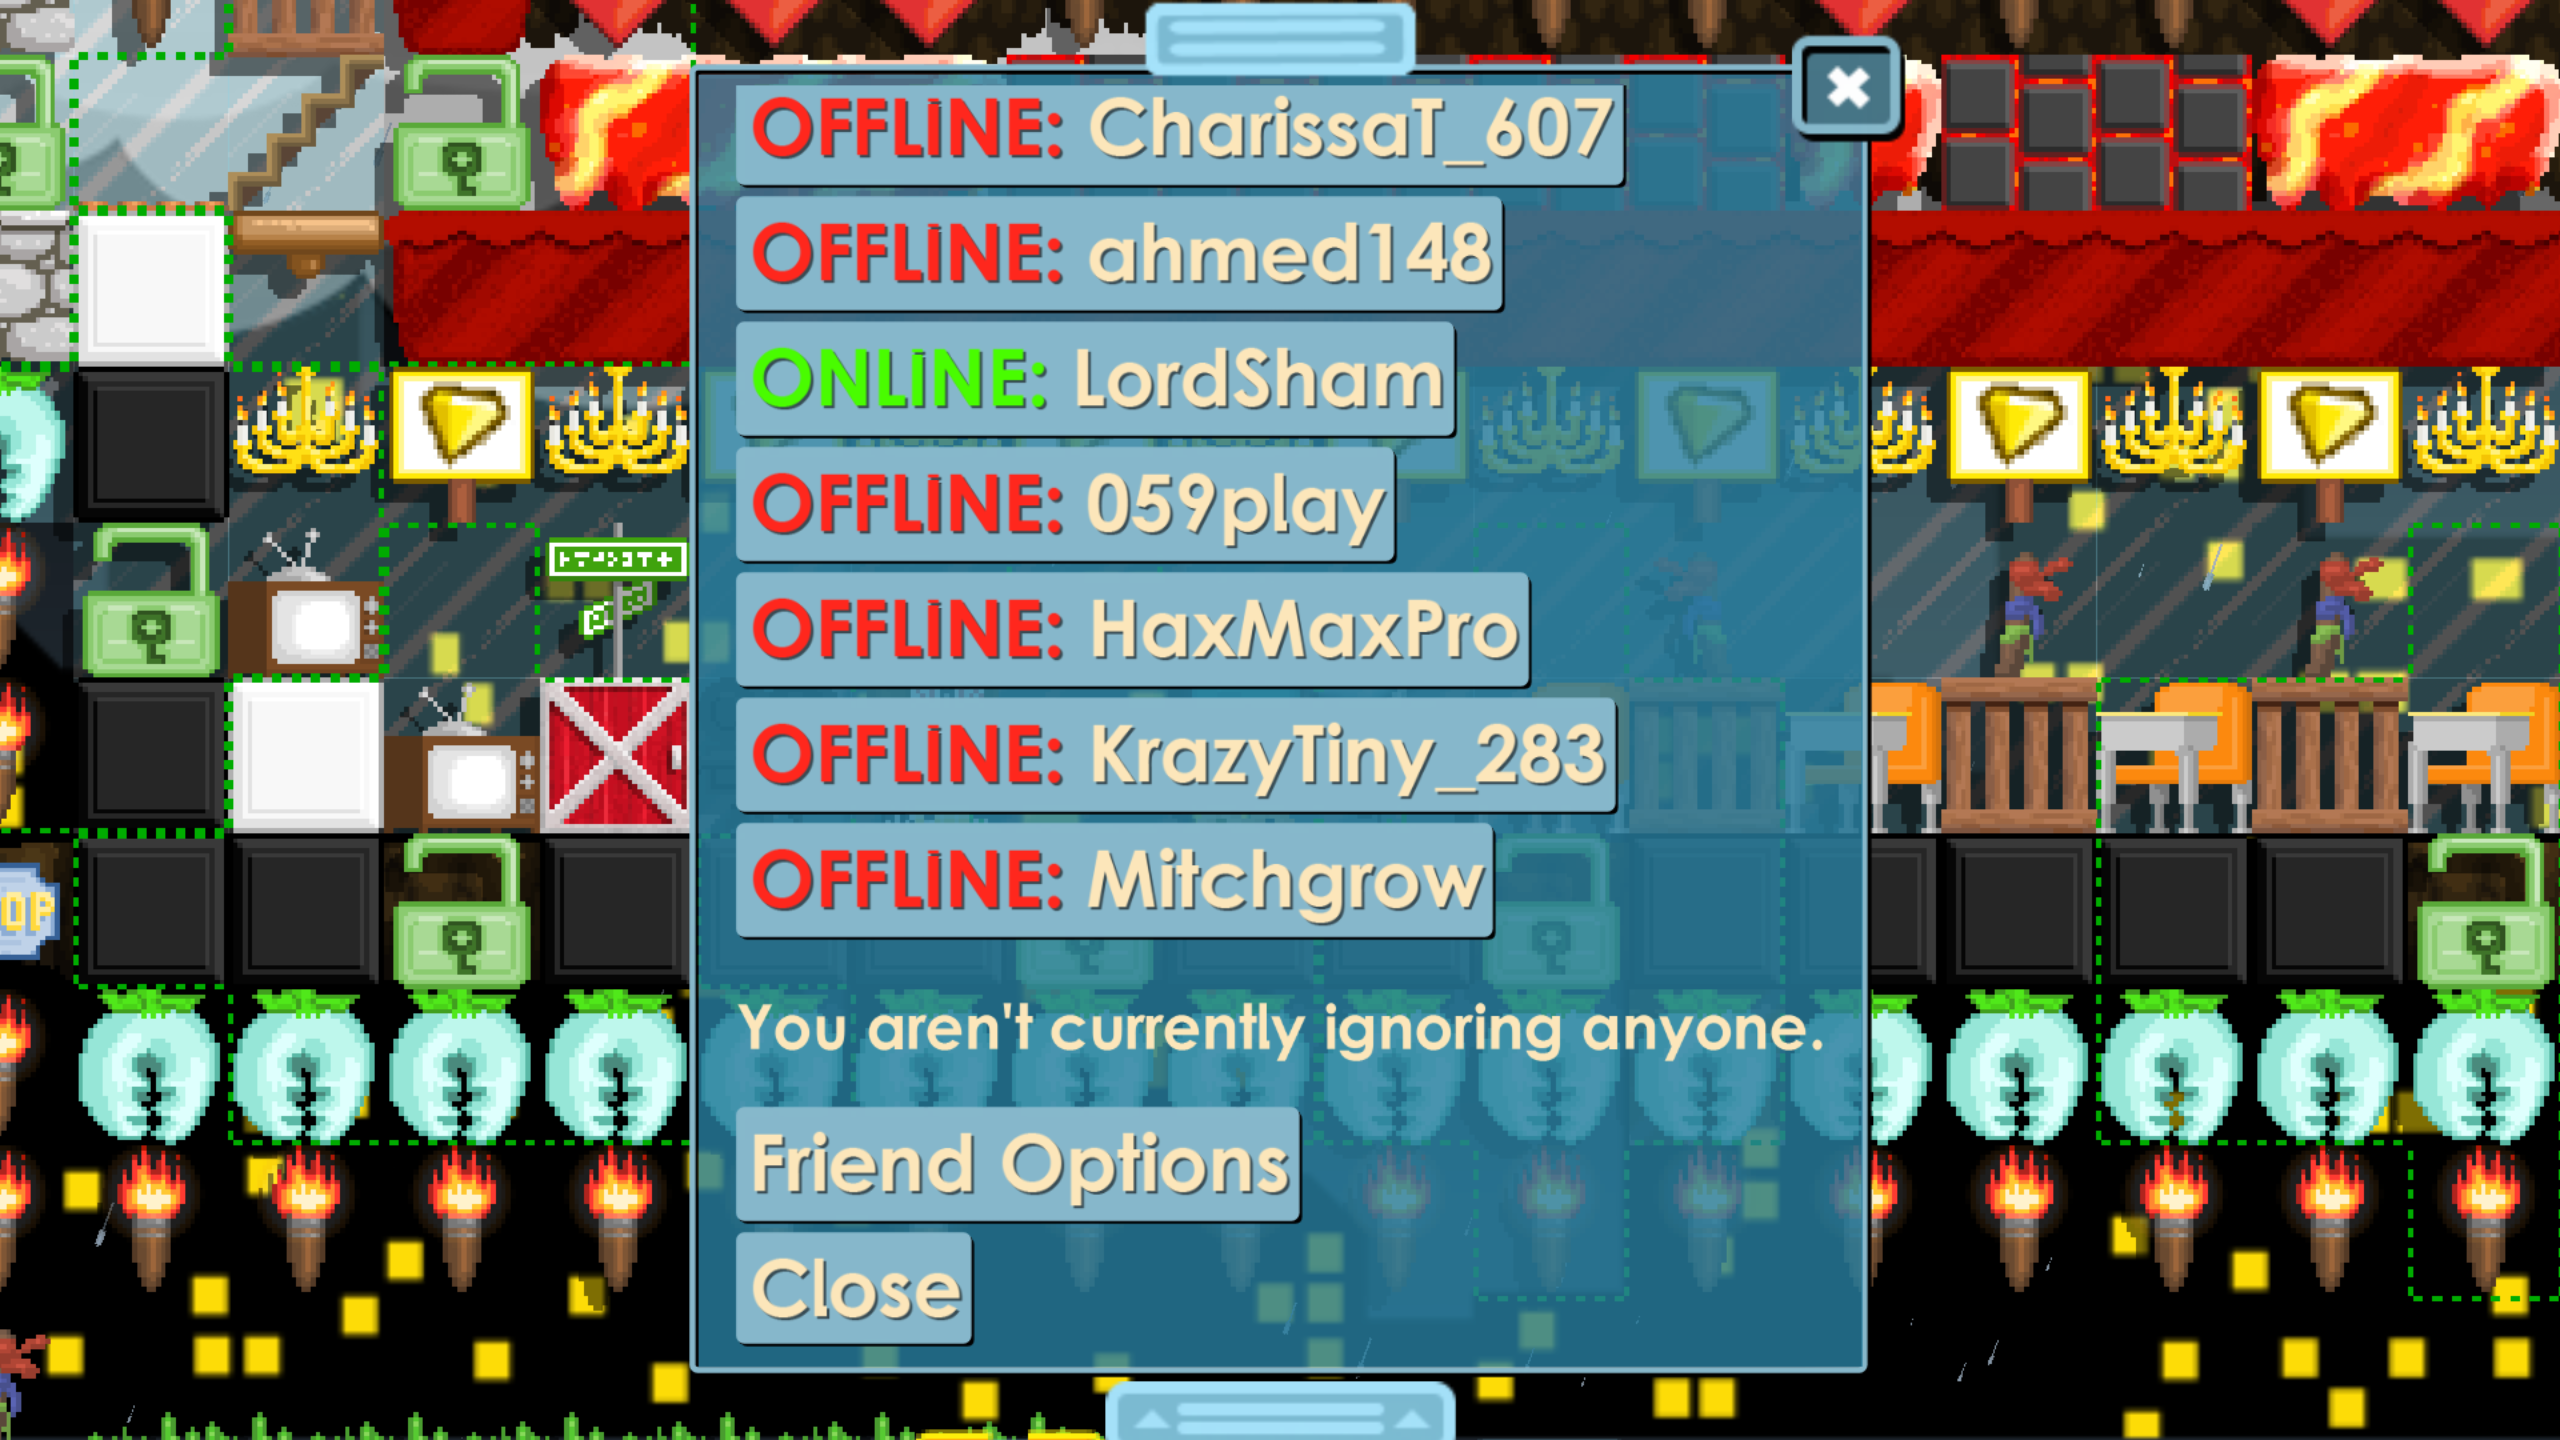 OFFLiNE: CharissaT_607
OFFLiNE: ahmed148
ONLiNE: LordSham
OFFLiNE: 059play
OFFLiNE: HaxMaxPro
OFFLiNE: KrazyTiny_283
OFFLiNE: Mitchgrow
OP
You aren't currently ignoring anyone.
Friend Options
Close